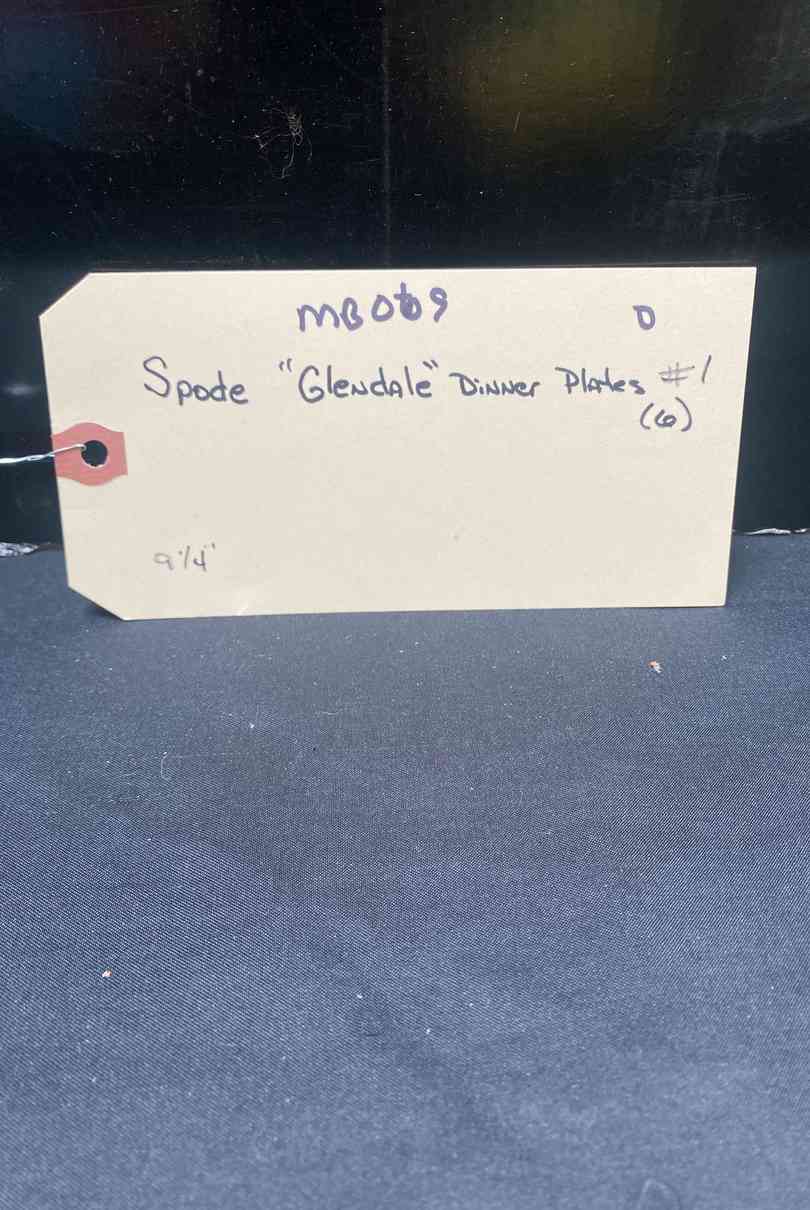 MB069 D
Spode "Glendale" Dinner Plates #1
(6)
9 1/4"